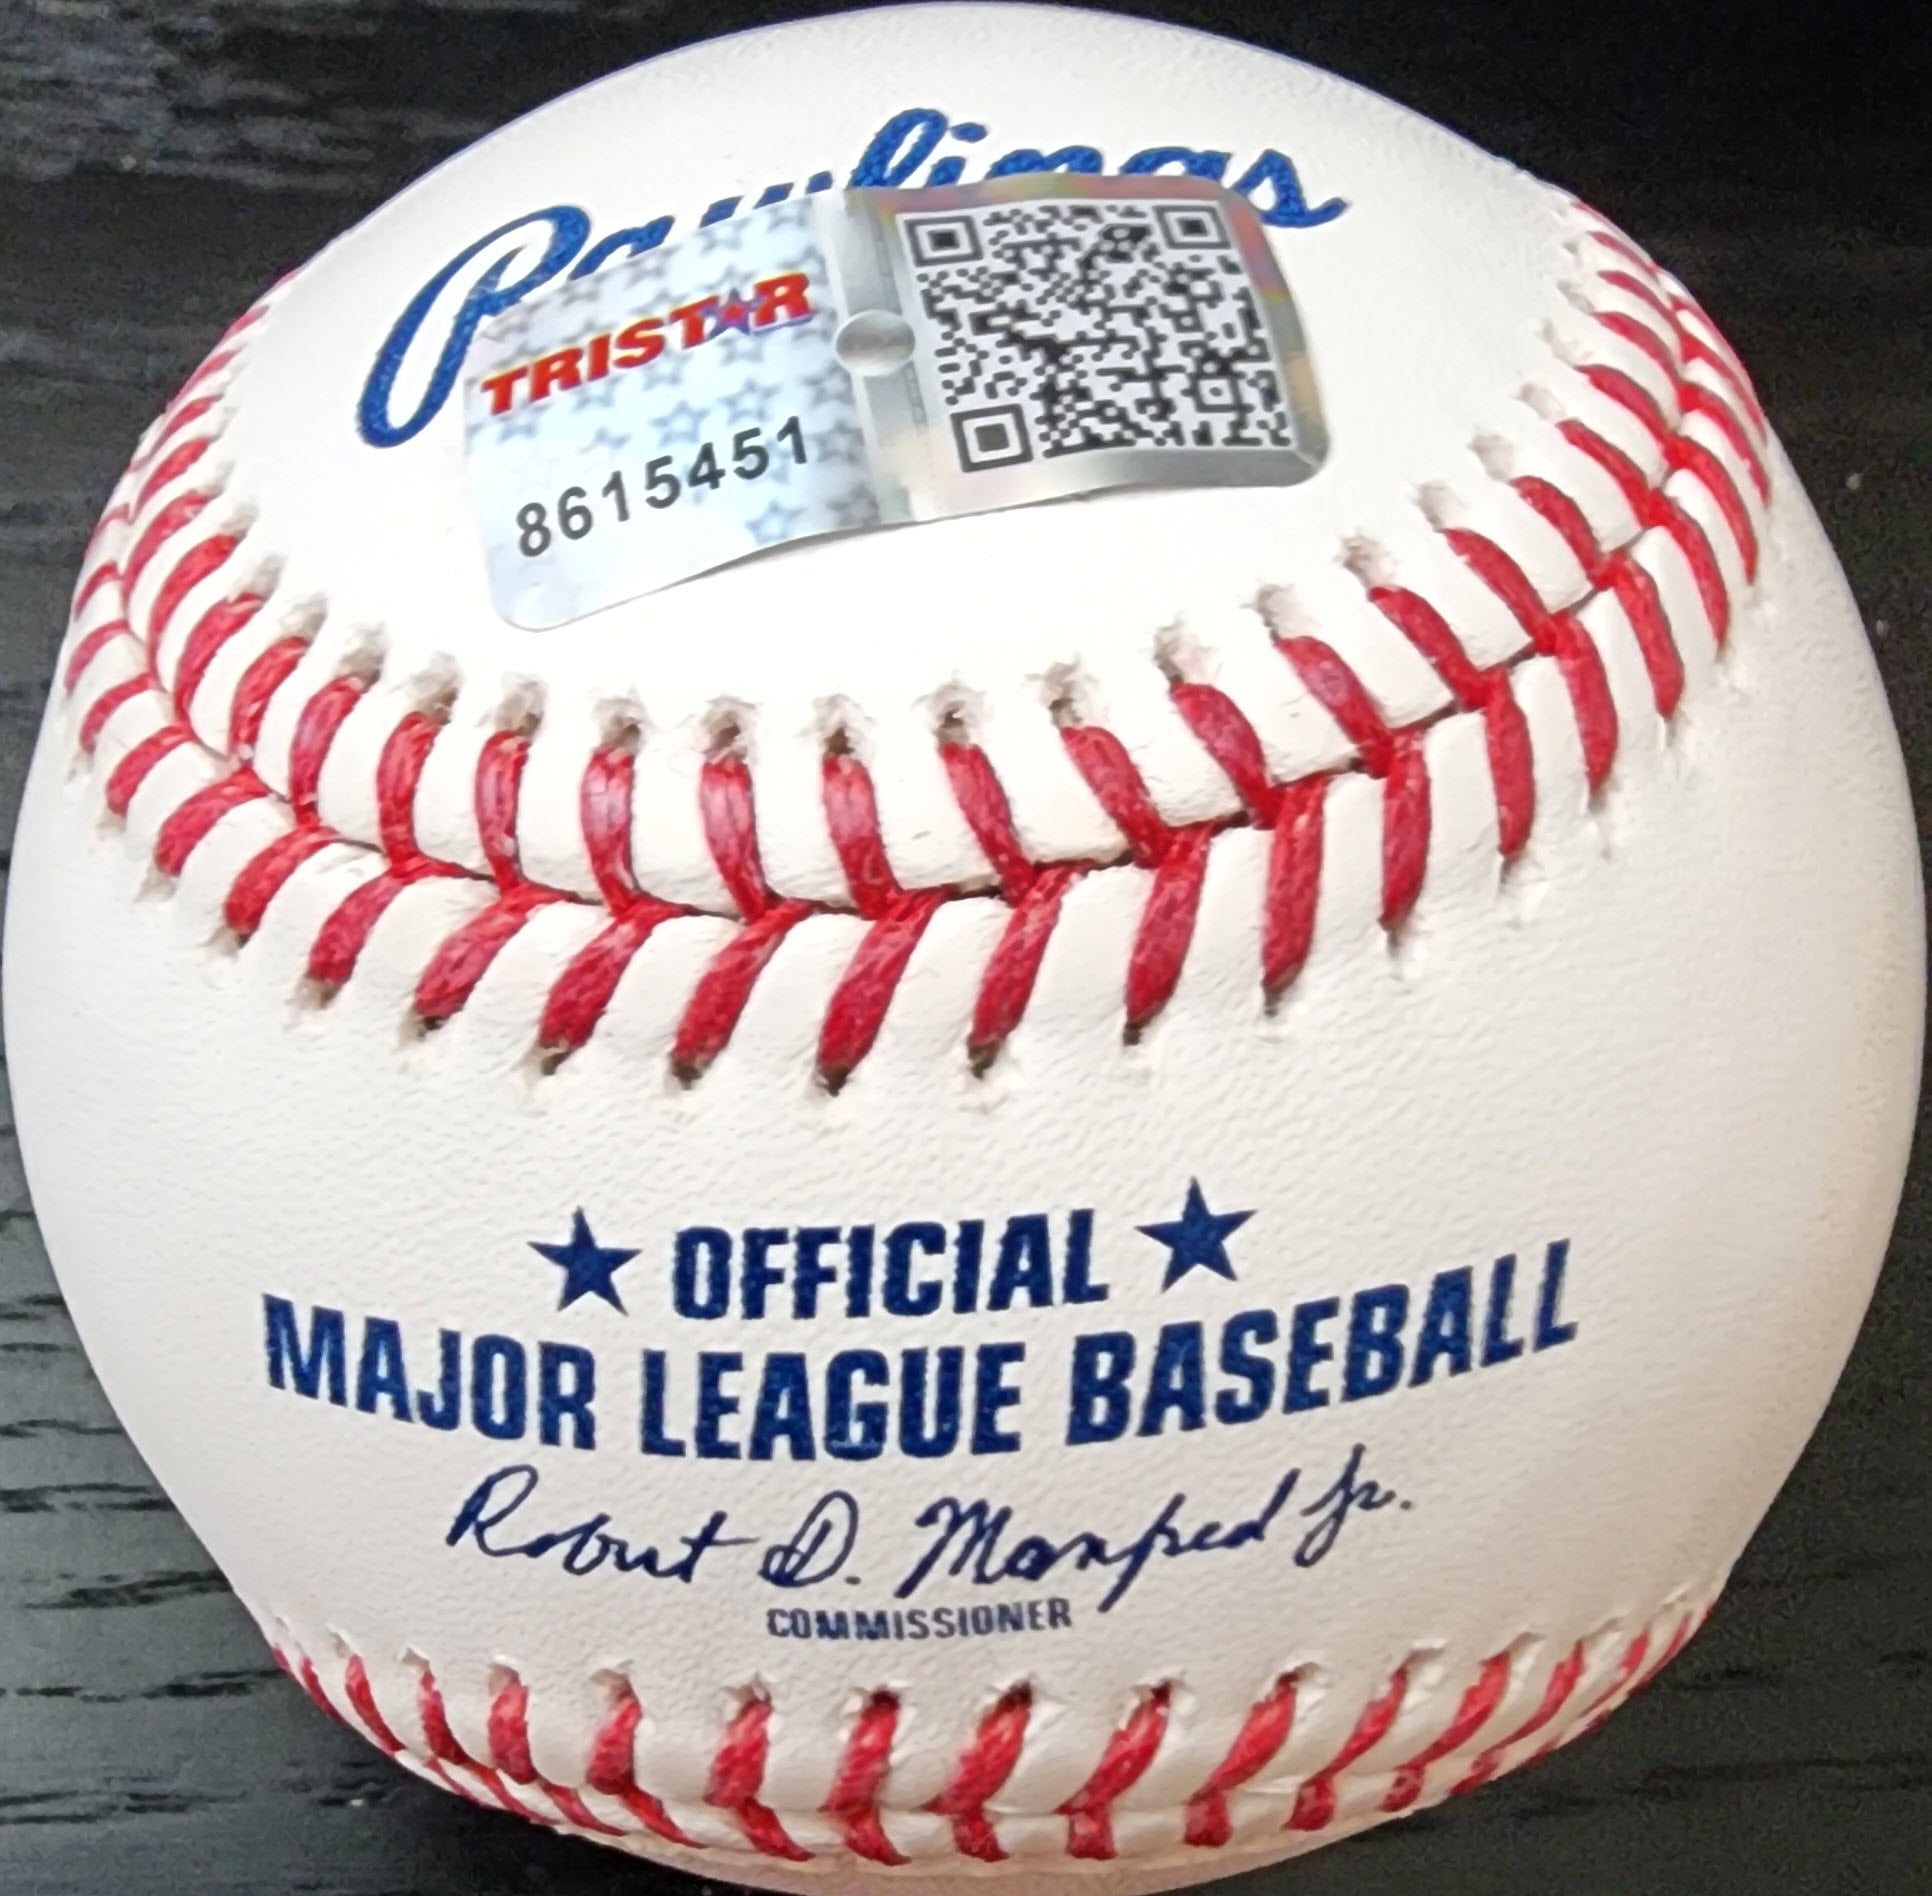 Rawlings
TRISTAR
8615451
OFFICIAL
MAJOR LEAGUE BASEBALL
Robert D. Manfred Jr.
COMMISSIONER